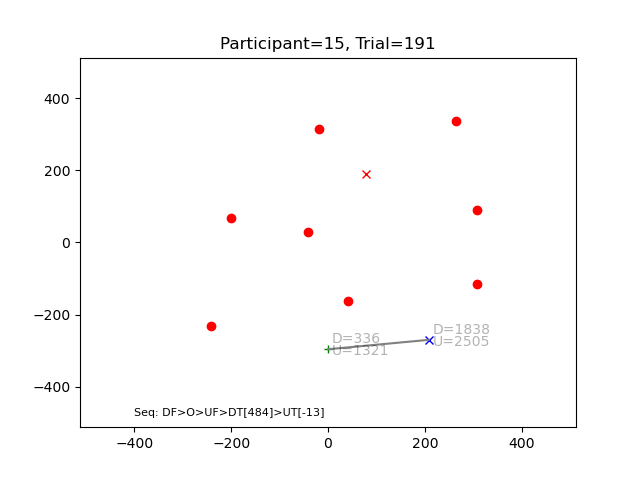 Participant=15, Trial=191
400
200
0
−200
−400
D=336
U=1321
D=1838
U=2505
Seq: DF>O>UF>DT[484]>UT[-13]
−400
−200
0
200
400